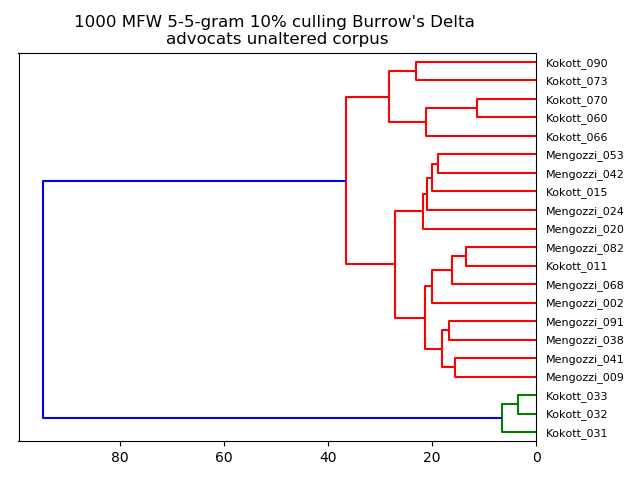 1000 MFW 5-5-gram 10% culling Burrow's Delta
advocats unaltered corpus
Kokott_090
Kokott_073
Kokott_070
Kokott_060
Kokott_066
Mengozzi_053
Mengozzi_042
Kokott_015
Mengozzi_024
Mengozzi_020
Mengozzi_082
Kokott_011
Mengozzi_068
Mengozzi_002
Mengozzi_091
Mengozzi_038
Mengozzi_041
Mengozzi_009
Kokott_033
Kokott_032
Kokott_031
80 60 40 20 0